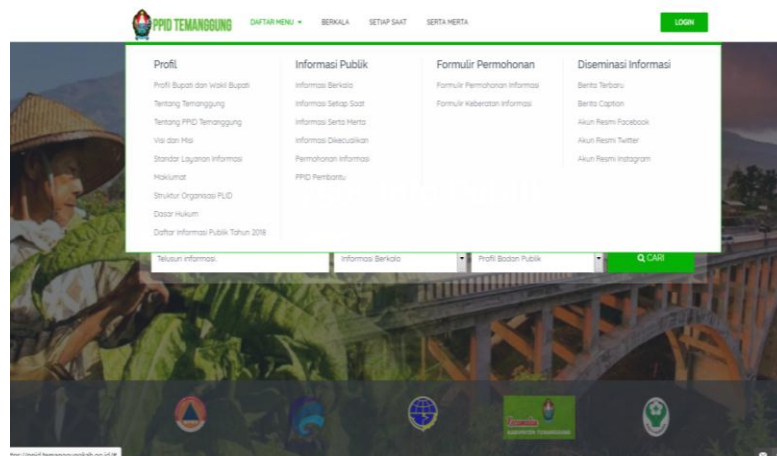 PPID TEMANGGUNG
DAFTAR MENU
BERKALA
SETIAP SAAT
SERTA MERTA
LOGIN
Profil
Profil Bupati dan Wakil Bupati
Tentang Temanggung
Tentang PPID Temanggung
Visi dan Misi
Standar Layanan Informasi
Maklumat
Struktur Organisasi PLID
Dasar Hukum
Daftar Informasi Publik Tahun 2018
Informasi Publik
Informasi Berkala
Informasi Setiap Saat
Informasi Serta Merta
Informasi Dikecualikan
Permohonan Informasi
PPID Pembantu
Formulir Permohonan
Formulir Permohonan Informasi
Formulir Keberatan Informasi
Diseminasi Informasi
Berita Terbaru
Berita Caption
Akun Resmi Facebook
Akun Resmi Twitter
Akun Resmi Instagram
Telusuri informasi.
Informasi Berkala
Profil Badan Publik
CARI
KABUPATEN TEMANGGUNG